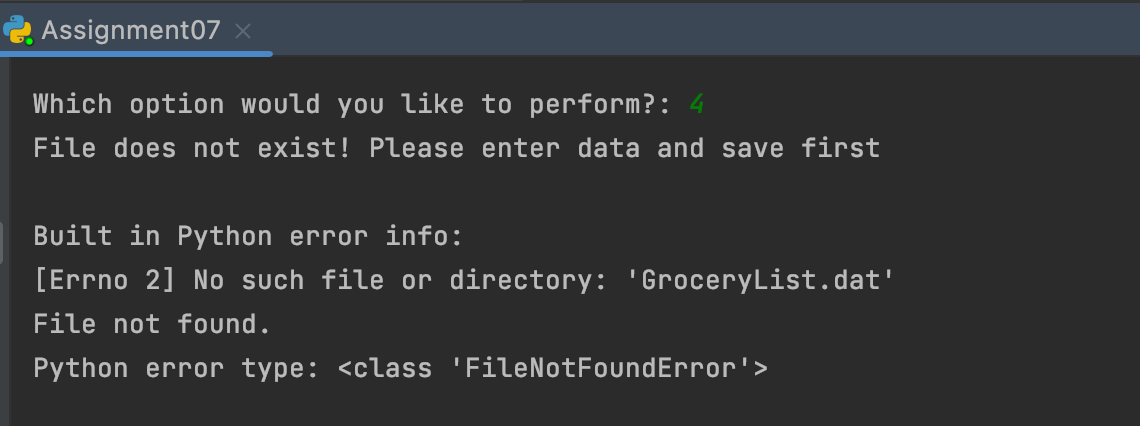 Assignment07
Which option would you like to perform?: 4
File does not exist! Please enter data and save first
Built in Python error info:
[Errno 2] No such file or directory: 'GroceryList.dat'
File not found.
Python error type: <class 'FileNotFoundError'>